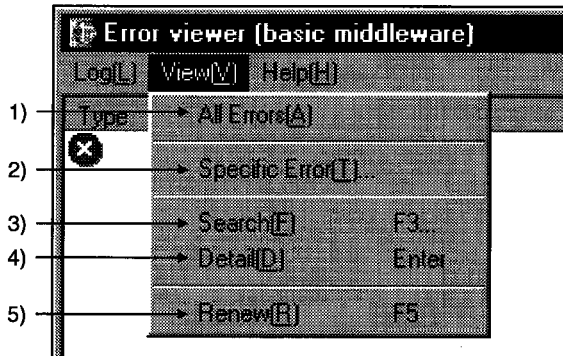 Error viewer (basic middleware)
Log(L) View(V) Help(H)
Type
1) All Errors(A)
2) Specific Error(T)...
3) Search(F) F3...
4) Detail(D) Enter
5) Renew(R) F5